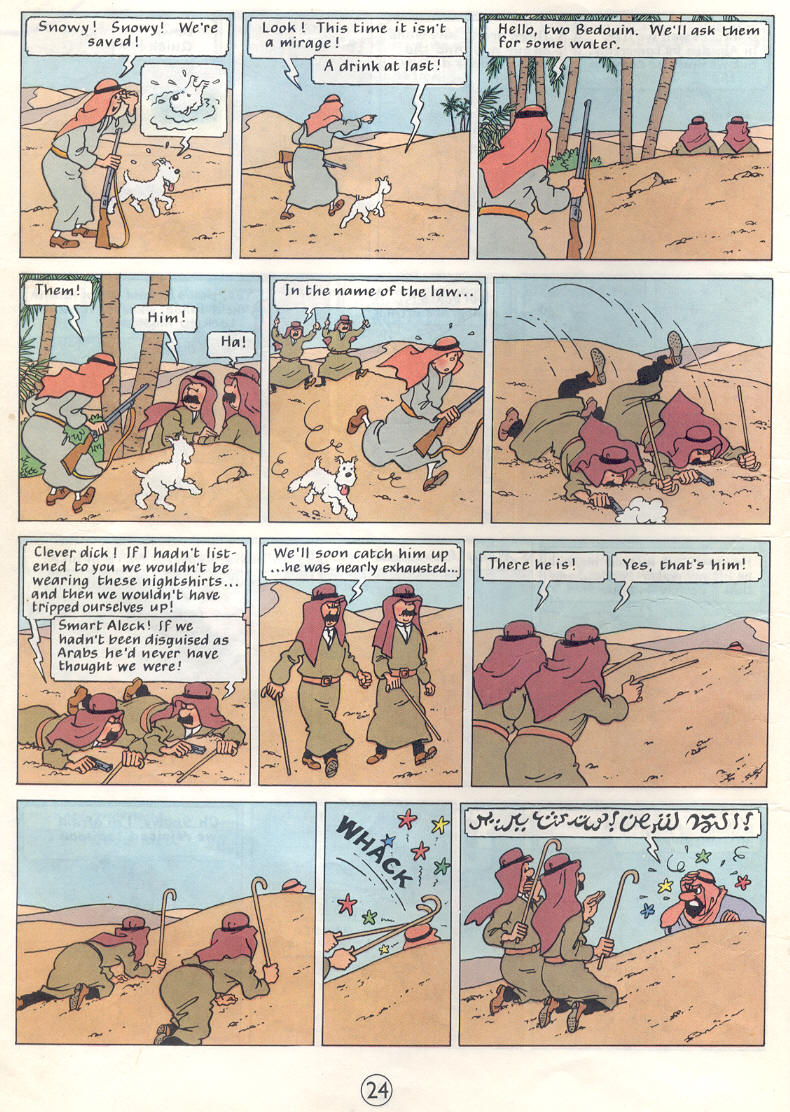 Snowy! Snowy! We're
saved!
Look! This time it isn't
a mirage!
A drink at last!
Hello, two Bedouin. We'll ask them
for some water.
Them!
Him!
Ha!
In the name of the law...
Clever dick! If I hadn't list-
ened to you we wouldn't be
wearing these nightshirts...
and then we wouldn't have
tripped ourselves up!
Smart Aleck! If we
hadn't been disguised as
Arabs he'd never have
thought we were!
We'll soon catch him up
...he was nearly exhausted...
There he is!
Yes, that's him!
WHACK
24